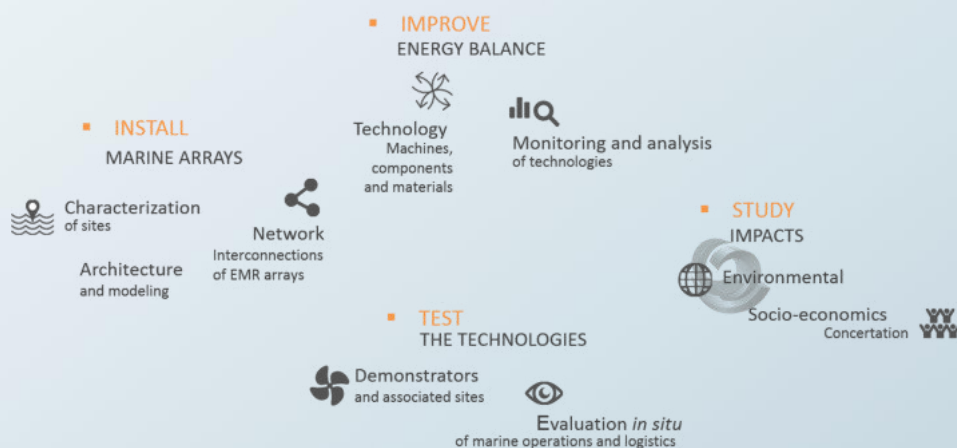 IMPROVE
ENERGY BALANCE
Technology
Machines,
components
and materials
Monitoring and analysis
of technologies
INSTALL
MARINE ARRAYS
Characterization
of sites
Architecture
and modeling
Network
Interconnections
of EMR arrays
STUDY
IMPACTS
Environmental
Socio-economics
Concertation
TEST
THE TECHNOLOGIES
Demonstrators
and associated sites
Evaluation in situ
of marine operations and logistics